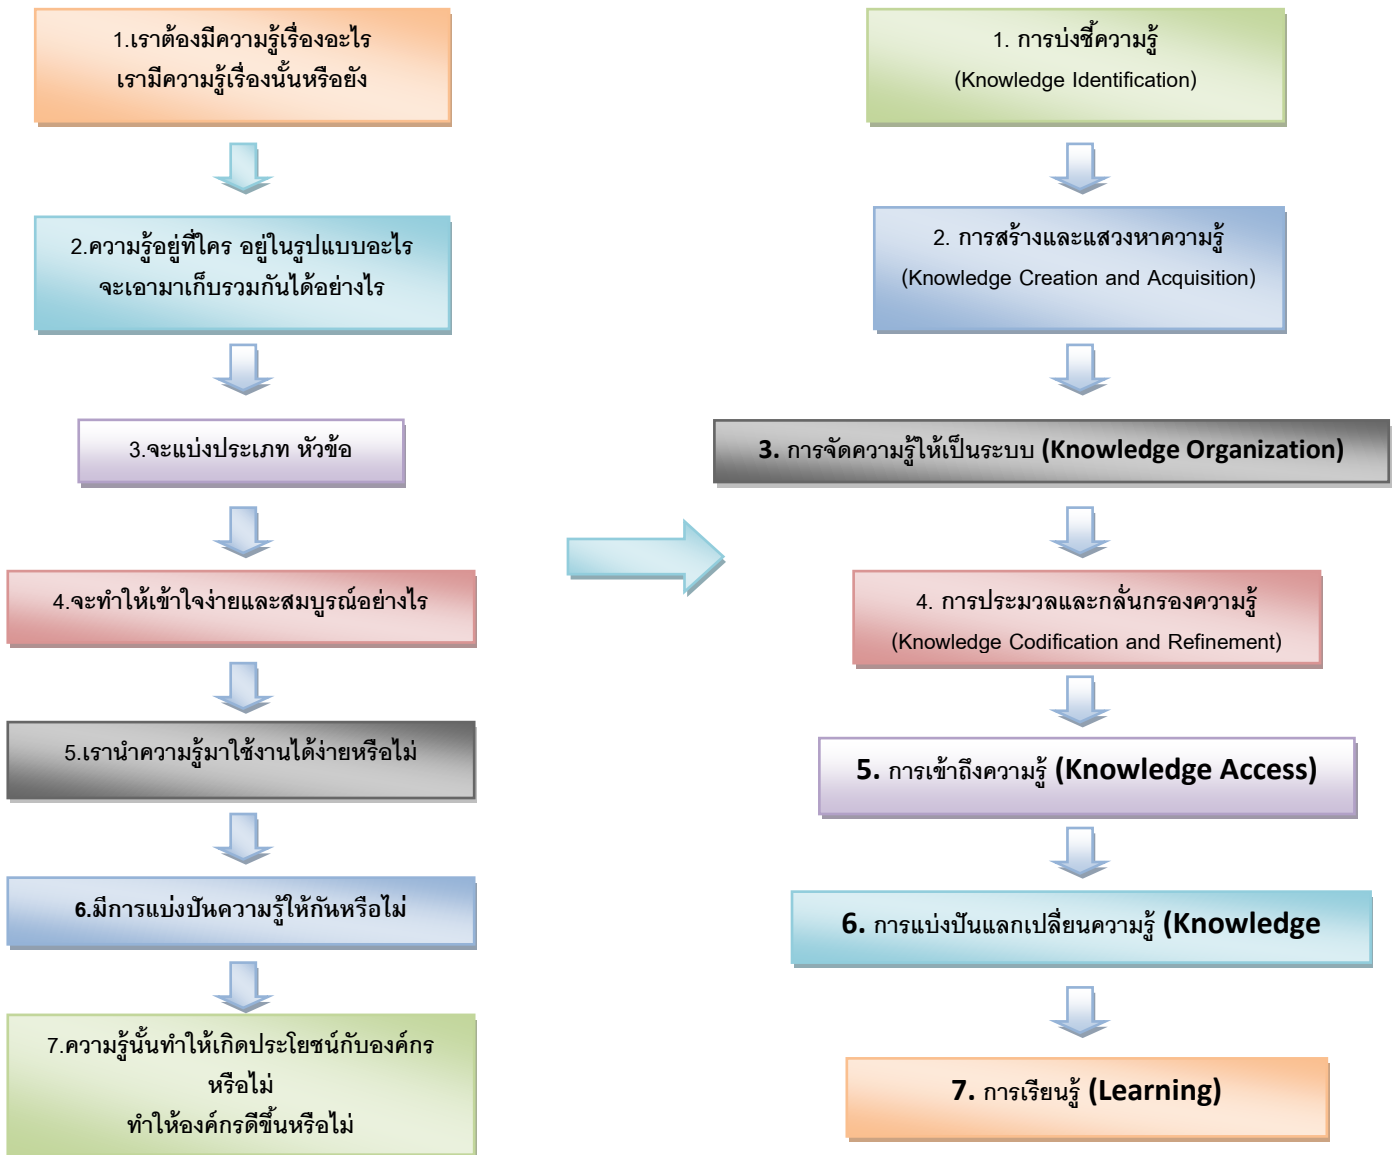 1.เราต้องมีความรู้เรื่องอะไร
เรามีความรู้เรื่องนั้นหรือยัง
2.ความรู้อยู่ที่ใคร อยู่ในรูปแบบอะไร
จะเอามาเก็บรวมกันได้อย่างไร
3.จะแบ่งประเภท หัวข้อ
4.จะทำให้เข้าใจง่ายและสมบูรณ์อย่างไร
5.เรานำความรู้มาใช้งานได้ง่ายหรือไม่
6.มีการแบ่งปันความรู้ให้กันหรือไม่
7.ความรู้นั้นทำให้เกิดประโยชน์กับองค์กร
หรือไม่
ทำให้องค์กรดีขึ้นหรือไม่
1. การบ่งชี้ความรู้
(Knowledge Identification)
2. การสร้างและแสวงหาความรู้
(Knowledge Creation and Acquisition)
3. การจัดความรู้ให้เป็นระบบ (Knowledge Organization)
4. การประมวลและกลั่นกรองความรู้
(Knowledge Codification and Refinement)
5. การเข้าถึงความรู้ (Knowledge Access)
6. การแบ่งปันแลกเปลี่ยนความรู้ (Knowledge
7. การเรียนรู้ (Learning)